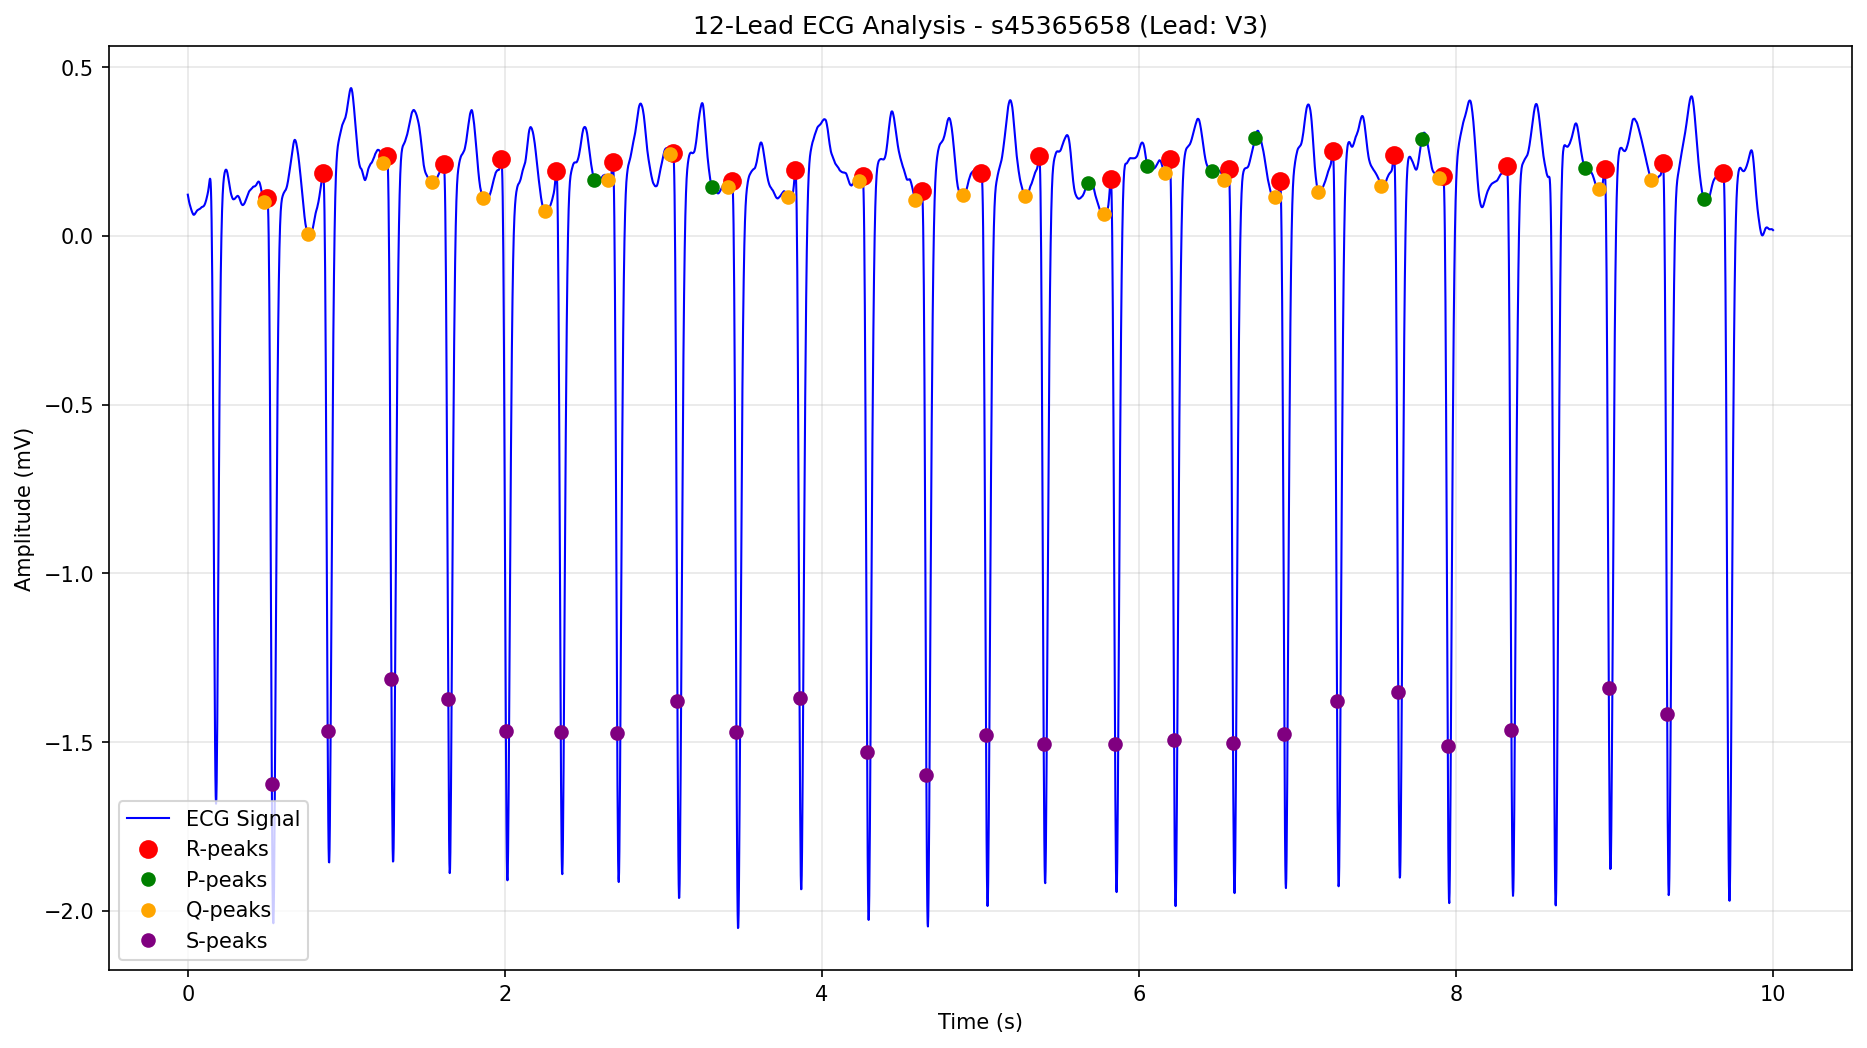 12-Lead ECG Analysis - s45365658 (Lead: V3)
Amplitude (mV)
0.5
0.0
−0.5
−1.0
−1.5
−2.0
ECG Signal
R-peaks
P-peaks
Q-peaks
S-peaks
0 2 4 6 8 10
Time (s)